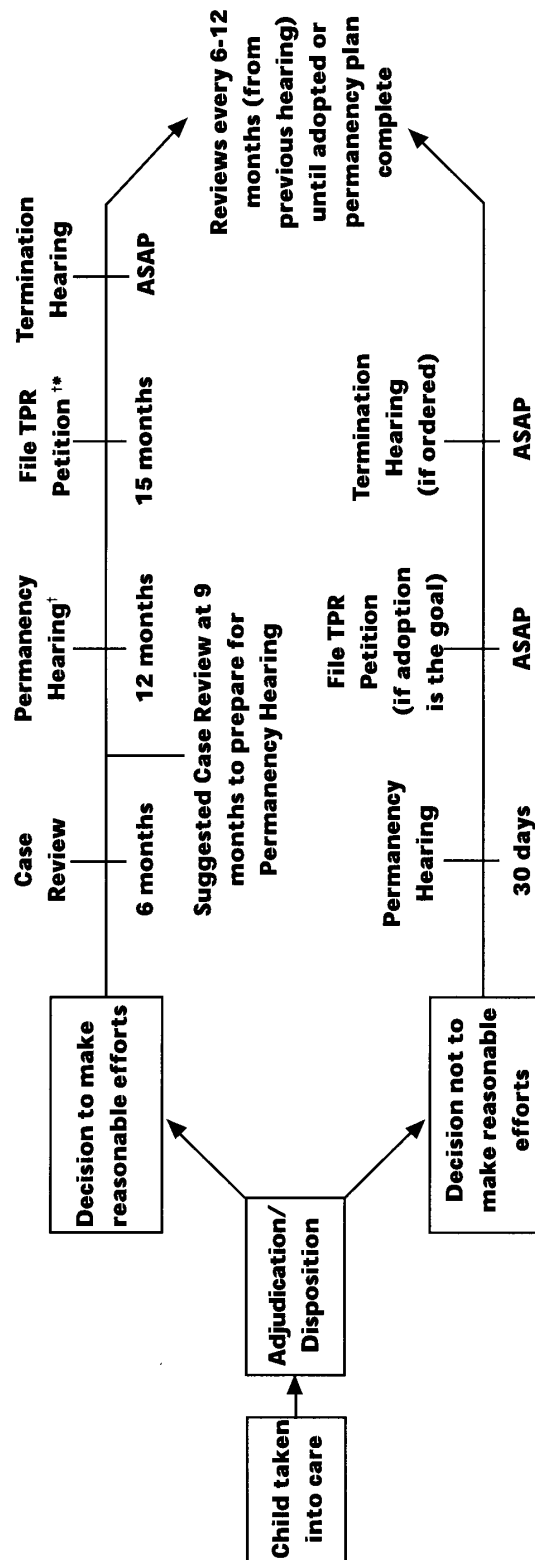 Child taken
into care
Adjudication/
Disposition
Decision to make
reasonable efforts
Case
Review
6 months
Suggested Case Review at 9
months to prepare for
Permanency Hearing
Permanency
Hearing†
12 months
File TPR
Petition†*
15 months
Termination
Hearing
ASAP
Reviews every 6-12
months (from
previous hearing)
until adopted or
permanency plan
complete
Decision not to
make reasonable
efforts
Permanency
Hearing
30 days
File TPR
Petition
(if adoption
is the goal)
ASAP
Termination
Hearing
(if ordered)
ASAP